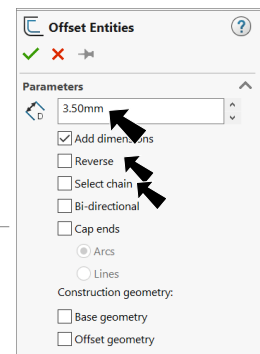 Offset Entities
?
Parameters
D
3.50mm
Add dimensions
Reverse
Select chain
Bi-directional
Cap ends
Arcs
Lines
Construction geometry:
Base geometry
Offset geometry